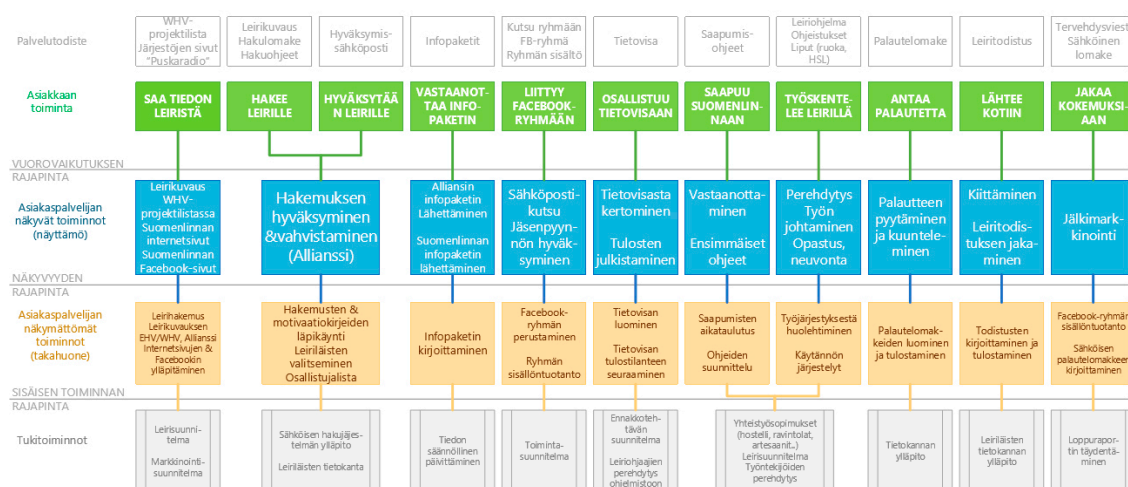 Palvelutodiste
WHV-
projektilista
Järjestöjen sivut
"Puskaradio"
Leirikuvaus
Hakulomake
Hakuohjeet
Hyväksymis-
sähköposti
Infopaketit
Kutsu ryhmään
FB-ryhmä
Ryhmän sisältö
Tietovisa
Saapumis-
ohjeet
Leiriohjelma
Ohjeistukset
Liput (ruoka,
HSL)
Palautelomake
Leiritodistus
Tervehdysviesti
Sähköinen
lomake
Asiakkaan
toiminta
SAA TIEDON
LEIRISTÄ
HAKEE
LEIRILLE
HYVÄKSYTÄÄ
N LEIRILLE
VASTAANOT-
TAA INFO-
PAKETIN
LIITTYY
FACEBOOK-
RYHMÄÄN
OSALLISTUU
TIETOVISAAN
SAAPUU
SUOMENLIN-
NAAN
TYÖSKENTE-
LEE LEIRILLÄ
ANTAA
PALAUTETTA
LÄHTEE
KOTIIN
JAKAA
KOKEMUKSI-
AAN
VUOROVAIKUTUKSEN
RAJAPINTA
Asiakaspalvelijan
näkyvät toiminnot
(näyttämö)
Leirikuvaus
WHV-
projektilistassa
Suomenlinnan
internetsivut
Suomenlinnan
Facebook-sivut
Hakemuksen
hyväksyminen
&vahvistaminen
(Allianssi)
Alliansin
infopaketin
Lähettäminen
Suomenlinnan
infopaketin
lähettäminen
Sähköposti-
kutsu
Jäsenpyyn-
nön hyväk-
syminen
Tietovisasta
kertominen
Tulosten
julkistaminen
Vastaanotta-
minen
Ensimmäiset
ohjeet
Perehdytys
Työn
johtaminen
Opastus,
neuvonta
Palautteen
pyytäminen
ja kuuntele-
minen
Kiittäminen
Leiritodis-
tuksen jaka-
minen
Jälkimark-
kinointi
NÄKYVYYDEN
RAJAPINTA
Asiakaspalvelijan
näkymättömät
toiminnot
(takahuone)
Leirihakemus
Leirikuvauksen
EHV/WHV, Allianssi
Internetsivujen &
Facebookin
ylläpitäminen
Hakemusten &
motivaatiokirjeiden
läpikäynti
Leiriläisten
valitseminen
Osallistujalista
Infopaketin
kirjoittaminen
Facebook-
ryhmän
perustaminen
Ryhmän
sisällöntuotanto
Tietovisan
luominen
Tietovisan
tulostilanteen
seuraaminen
Saapumisten
aikataulutus
Ohjeiden
suunnittelu
Työjärjestyksestä
huolehtiminen
Käytännön
järjestelyt
Palautelomak-
keiden luominen
ja tulostaminen
Todistusten
kirjoittaminen ja
tulostaminen
Facebook-ryhmän
sisällöntuotanto
Sähköisen
palautelomakkeen
kirjoittaminen
SISÄISEN TOIMINNAN
RAJAPINTA
Tukitoiminnot
Leirisuunni-
telma
Markkinointi-
suunnitelma
Sähköisen hakujäjes-
telmän ylläpito
Leiriläisten tietokanta
Tiedon
säännöllinen
päivittäminen
Toiminta-
suunnitelma
Ennakkoteh-
tävän
suunnitelma
Leiriohjaajien
perehdytys
ohjelmistoon
Yhteistyösopimukset
(hostelli, ravintolat,
artesaanit..)
Leirisuunnitelma
Työntekijöiden
perehdytys
Tietokannan
ylläpito
Leiriläisten
tietokannan
ylläpito
Loppurapor-
tin täydentä-
minen